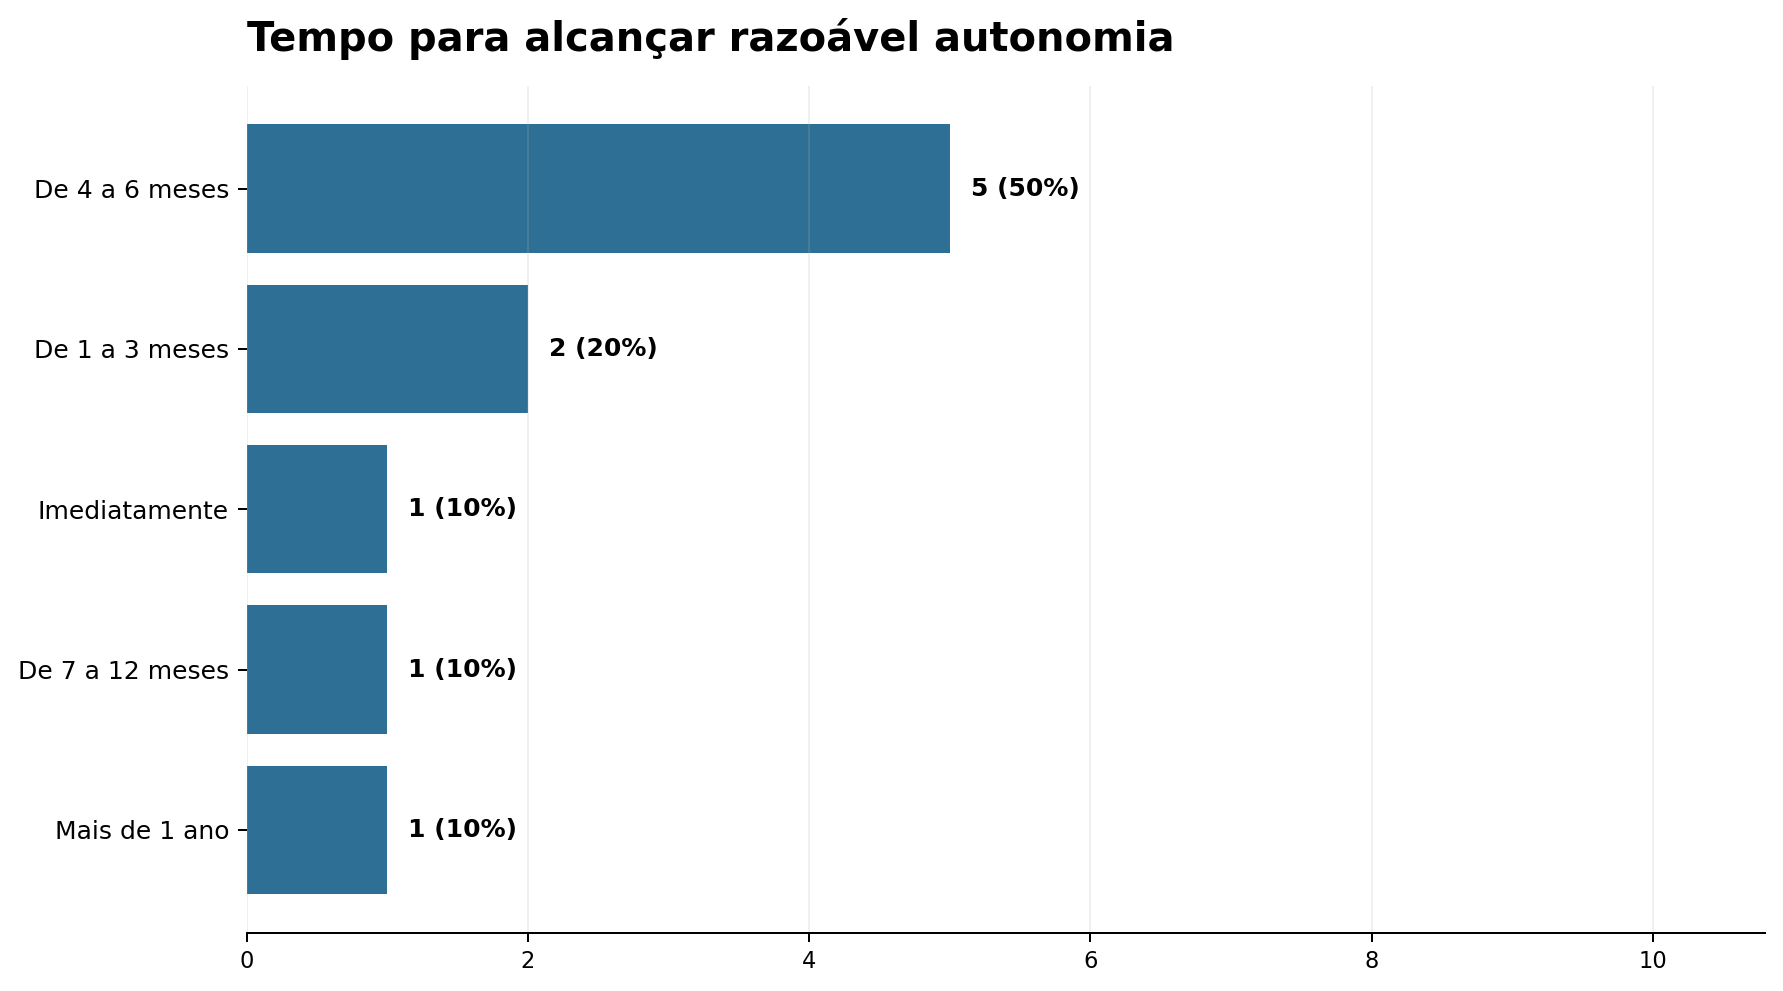 Tempo para alcançar razoável autonomia
De 4 a 6 meses
5 (50%)
De 1 a 3 meses
2 (20%)
Imediatamente
1 (10%)
De 7 a 12 meses
1 (10%)
Mais de 1 ano
1 (10%)
0 2 4 6 8 10